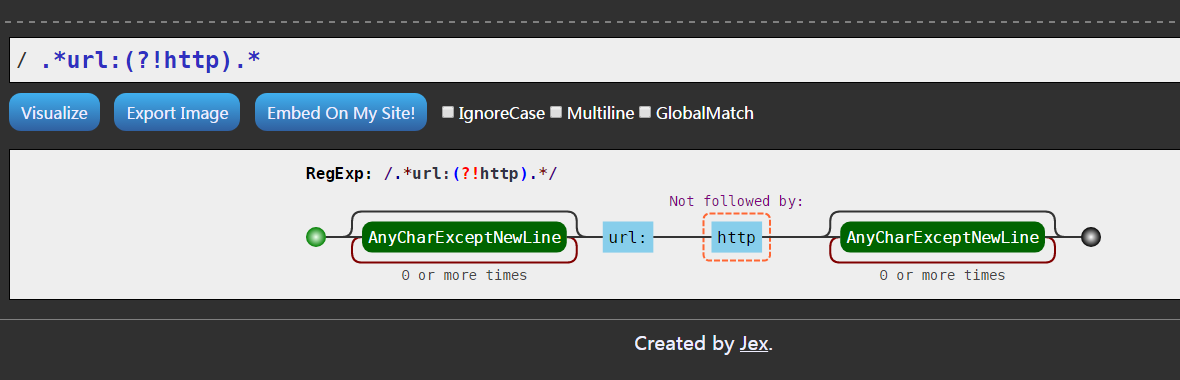 / .*url:(?!http).*
Visualize Export Image Embed On My Site! IgnoreCase Multiline GlobalMatch
RegExp: /.*url:(?!http).*/
Not followed by:
AnyCharExceptNewLine url: http AnyCharExceptNewLine
0 or more times 0 or more times
Created by Jex.